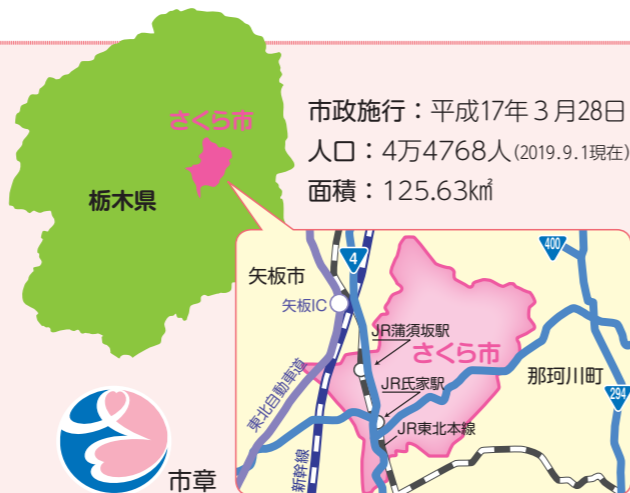 さくら市
栃木県
市政施行：平成17年３月28日
人口：4万4768人(2019.9.1現在)
面積：125.63㎢
矢板市
矢板IC
4
400
JR蒲須坂駅
さくら市
JR氏家駅
那珂川町
294
東北自動車道
JR東北本線
新幹線
市章